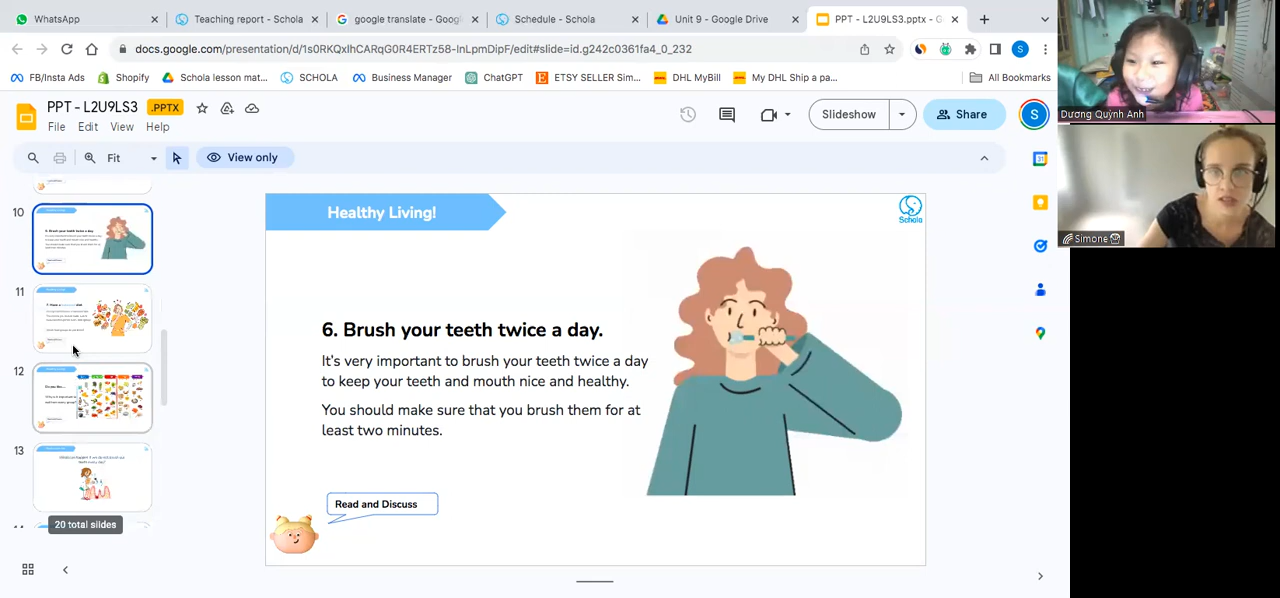 WhatsApp
Teaching report - Schola
google translate - Goog
Schedule - Schola
Unit 9 - Google Drive
PPT - L2U9LS3.pptx - G
docs.google.com/presentation/d/1s0RKQxIhCARqG0R4ERTz58-InLpmDipF/edit#slide=id.g242c0361fa4_0_232
S
FB/Insta Ads
Shopify
Schola lesson mat...
SCHOLA
Business Manager
ChatGPT
ETSY SELLER Sim...
DHL MyBill
My DHL Ship a pa...
All Bookmarks
PPT - L2U9LS3
.PPTX
File
Edit
View
Help
Slideshow
Share
S
Fit
View only
10
11
12
13
20 total slides
Healthy Living!
Schola
6. Brush your teeth twice a day.
It's very important to brush your teeth twice a day
to keep your teeth and mouth nice and healthy.
You should make sure that you brush them for at
least two minutes.
Read and Discuss
Dương Quỳnh Anh
Simone